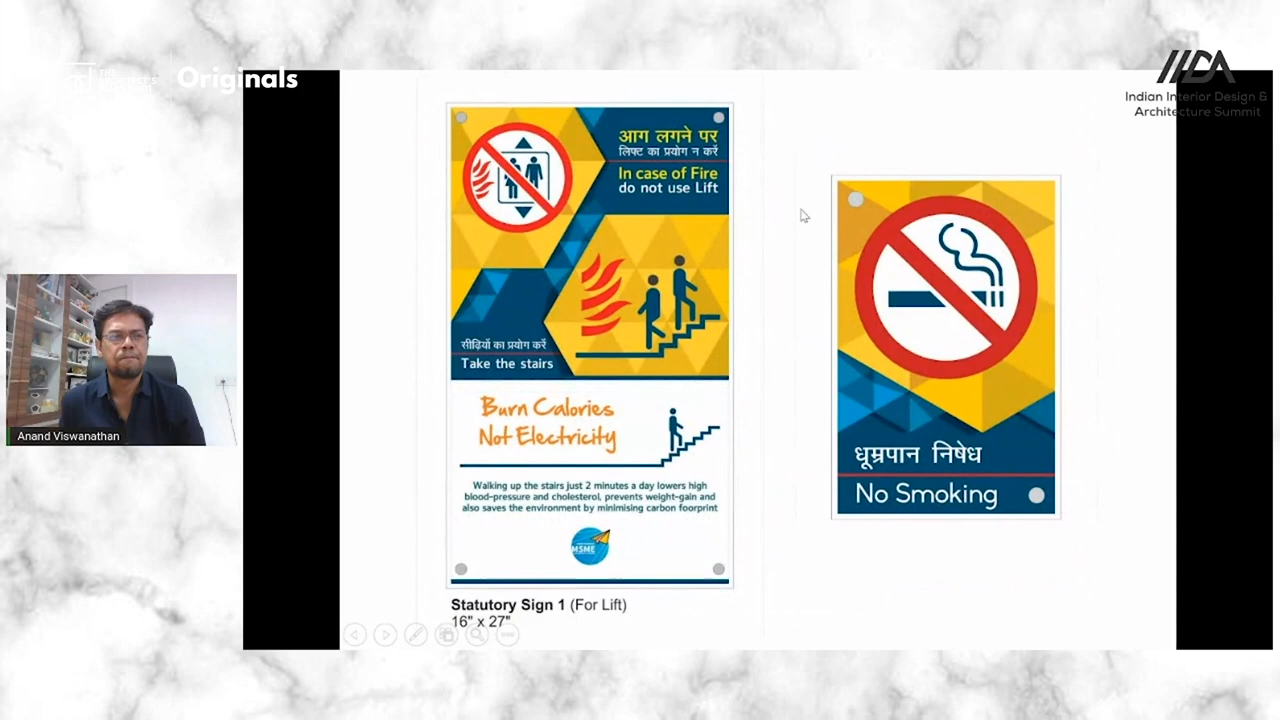 Originals
IIDA
Indian Interior Design &
Architecture Summit
आग लगने पर
लिफ्ट का प्रयोग न करें
In case of Fire
do not use Lift
सीढ़ियों का प्रयोग करें
Take the stairs
Burn Calories
Not Electricity
Walking up the stairs just 2 minutes a day lowers high
blood-pressure and cholesterol, prevents weight-gain and
also saves the environment by minimising carbon foorprint
MSME
Statutory Sign 1 (For Lift)
16" x 27"
धूम्रपान निषेध
No Smoking
Anand Viswanathan